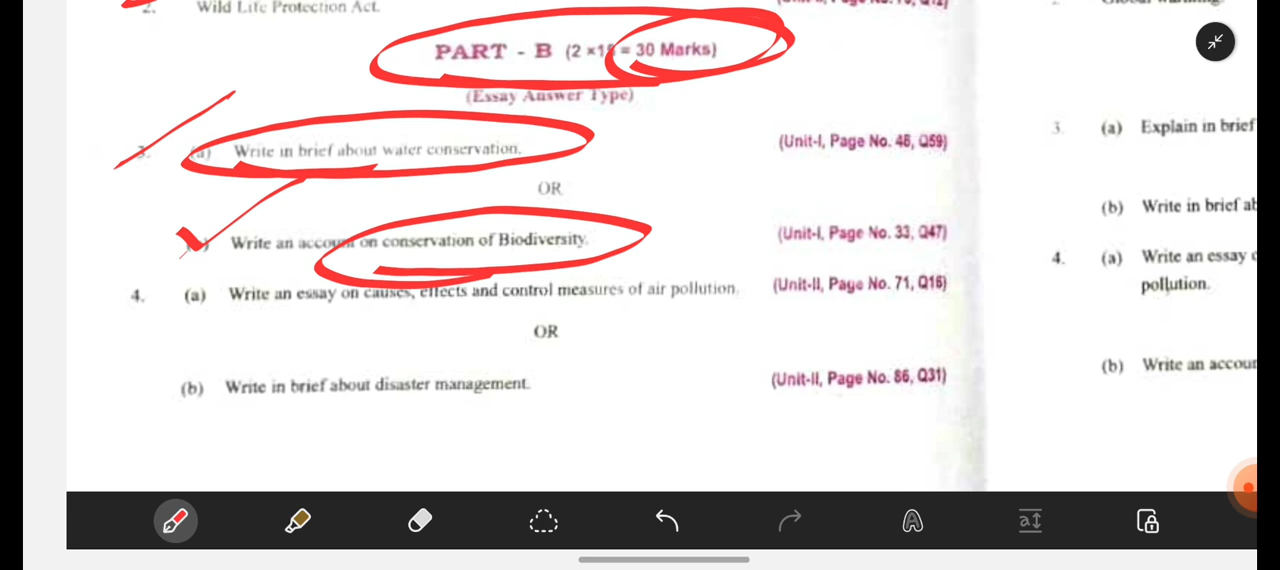 2. Wild Life Protection Act.
PART - B (2 × = 30 Marks)
(Essay Answer Type)
3. (a) Write in brief about water conservation. (Unit-I, Page No. 45, Q59)
OR
Write an account on conservation of Biodiversity. (Unit-I, Page No. 33, Q47)
4. (a) Write an essay on causes, effects and control measures of air pollution. (Unit-II, Page No. 71, Q16)
OR
(b) Write in brief about disaster management. (Unit-II, Page No. 86, Q31)
3. (a) Explain in brief
(b) Write in brief
4. (a) Write an essay
pollution.
(b) Write an